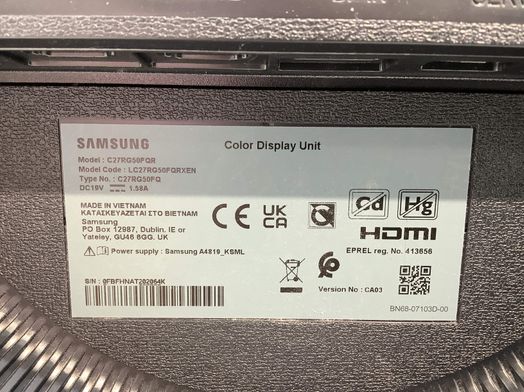 SAMSUNG
Color Display Unit
Model : C27RG50FQR
Model Code : LC27RG50FQRXEN
Type No. : C27RG50FQ
DC19V 1.58A
MADE IN VIETNAM
ΚΑΤΑΣΚΕΥΑΖΕΤΑΙ ΣΤΟ ΒΙΕΤΝΑΜ
Samsung
PO Box 12987, Dublin. IE or
Yateley, GU46 6GG. UK
Power supply : Samsung A4819_KSML
S/N : 0FBFHNAT202064K
CE UK CA Cd Hg
HDMI
EPREL reg. No. 413656
Version No : CA03
BN68-07103D-00